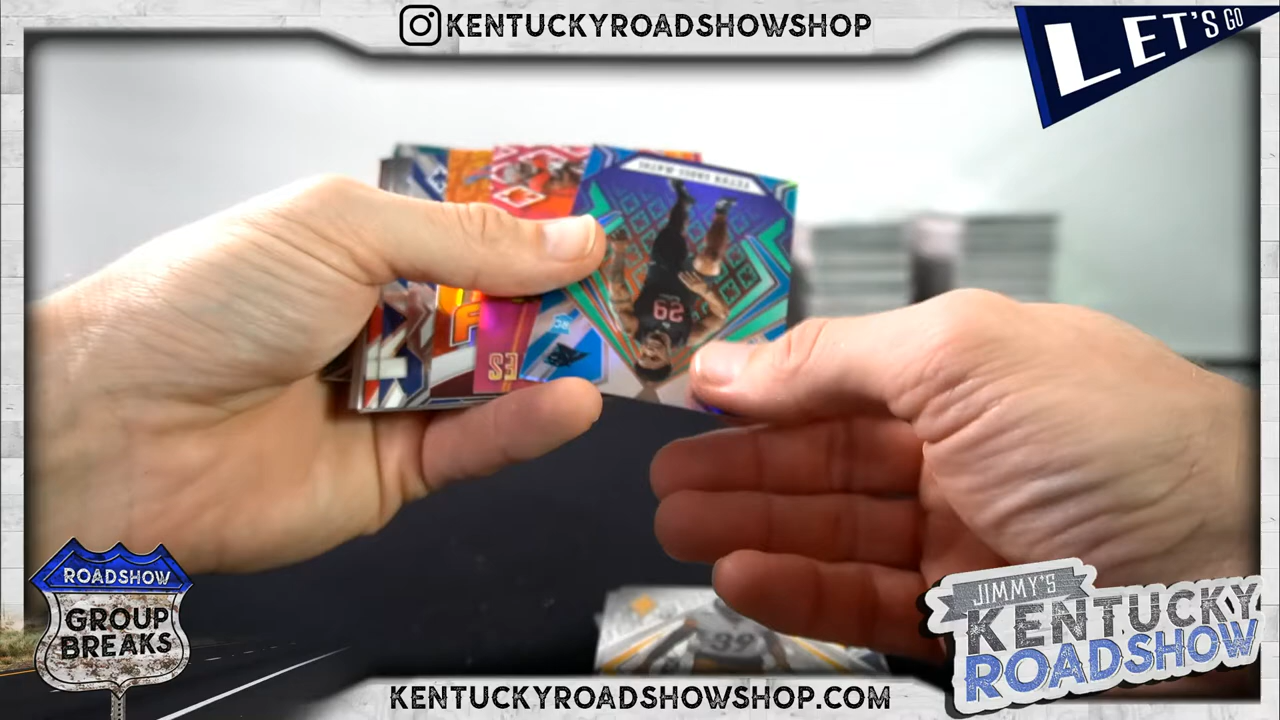 KENTUCKYROADSHOWSHOP
LET'S GO
ROADSHOW
GROUP
BREAKS
JIMMY'S
KENTUCKY
ROADSHOW
KENTUCKYROADSHOWSHOP.COM